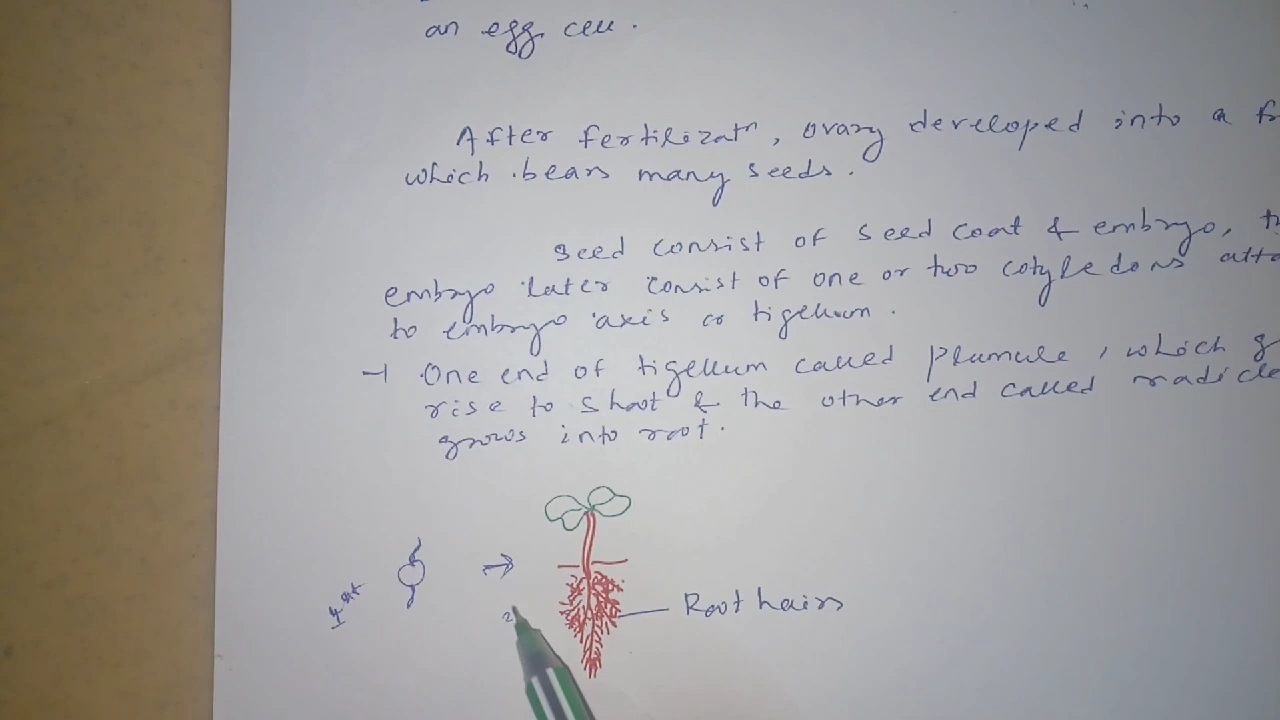 an egg cell.
After fertilizatn, ovary developed into a
which bears many seeds.
Seed consist of seed coat & embryo,
embryo later consist of one or two cotyledons
to embryo axis or tigellum.
→ One end of tigellum called plumule, which
rise to shoot & the other end called radicle
grows into root.
Root hairs